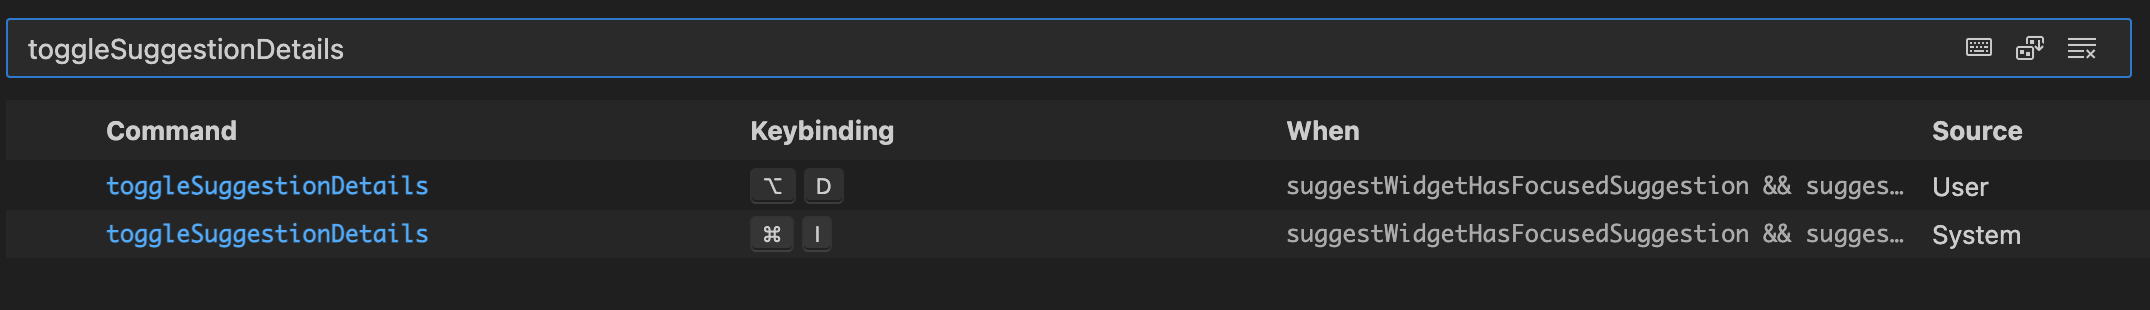 toggleSuggestionDetails
Command Keybinding When Source
toggleSuggestionDetails ⌥ D suggestWidgetHasFocusedSuggestion && sugges… User
toggleSuggestionDetails ⌘ I suggestWidgetHasFocusedSuggestion && sugges… System